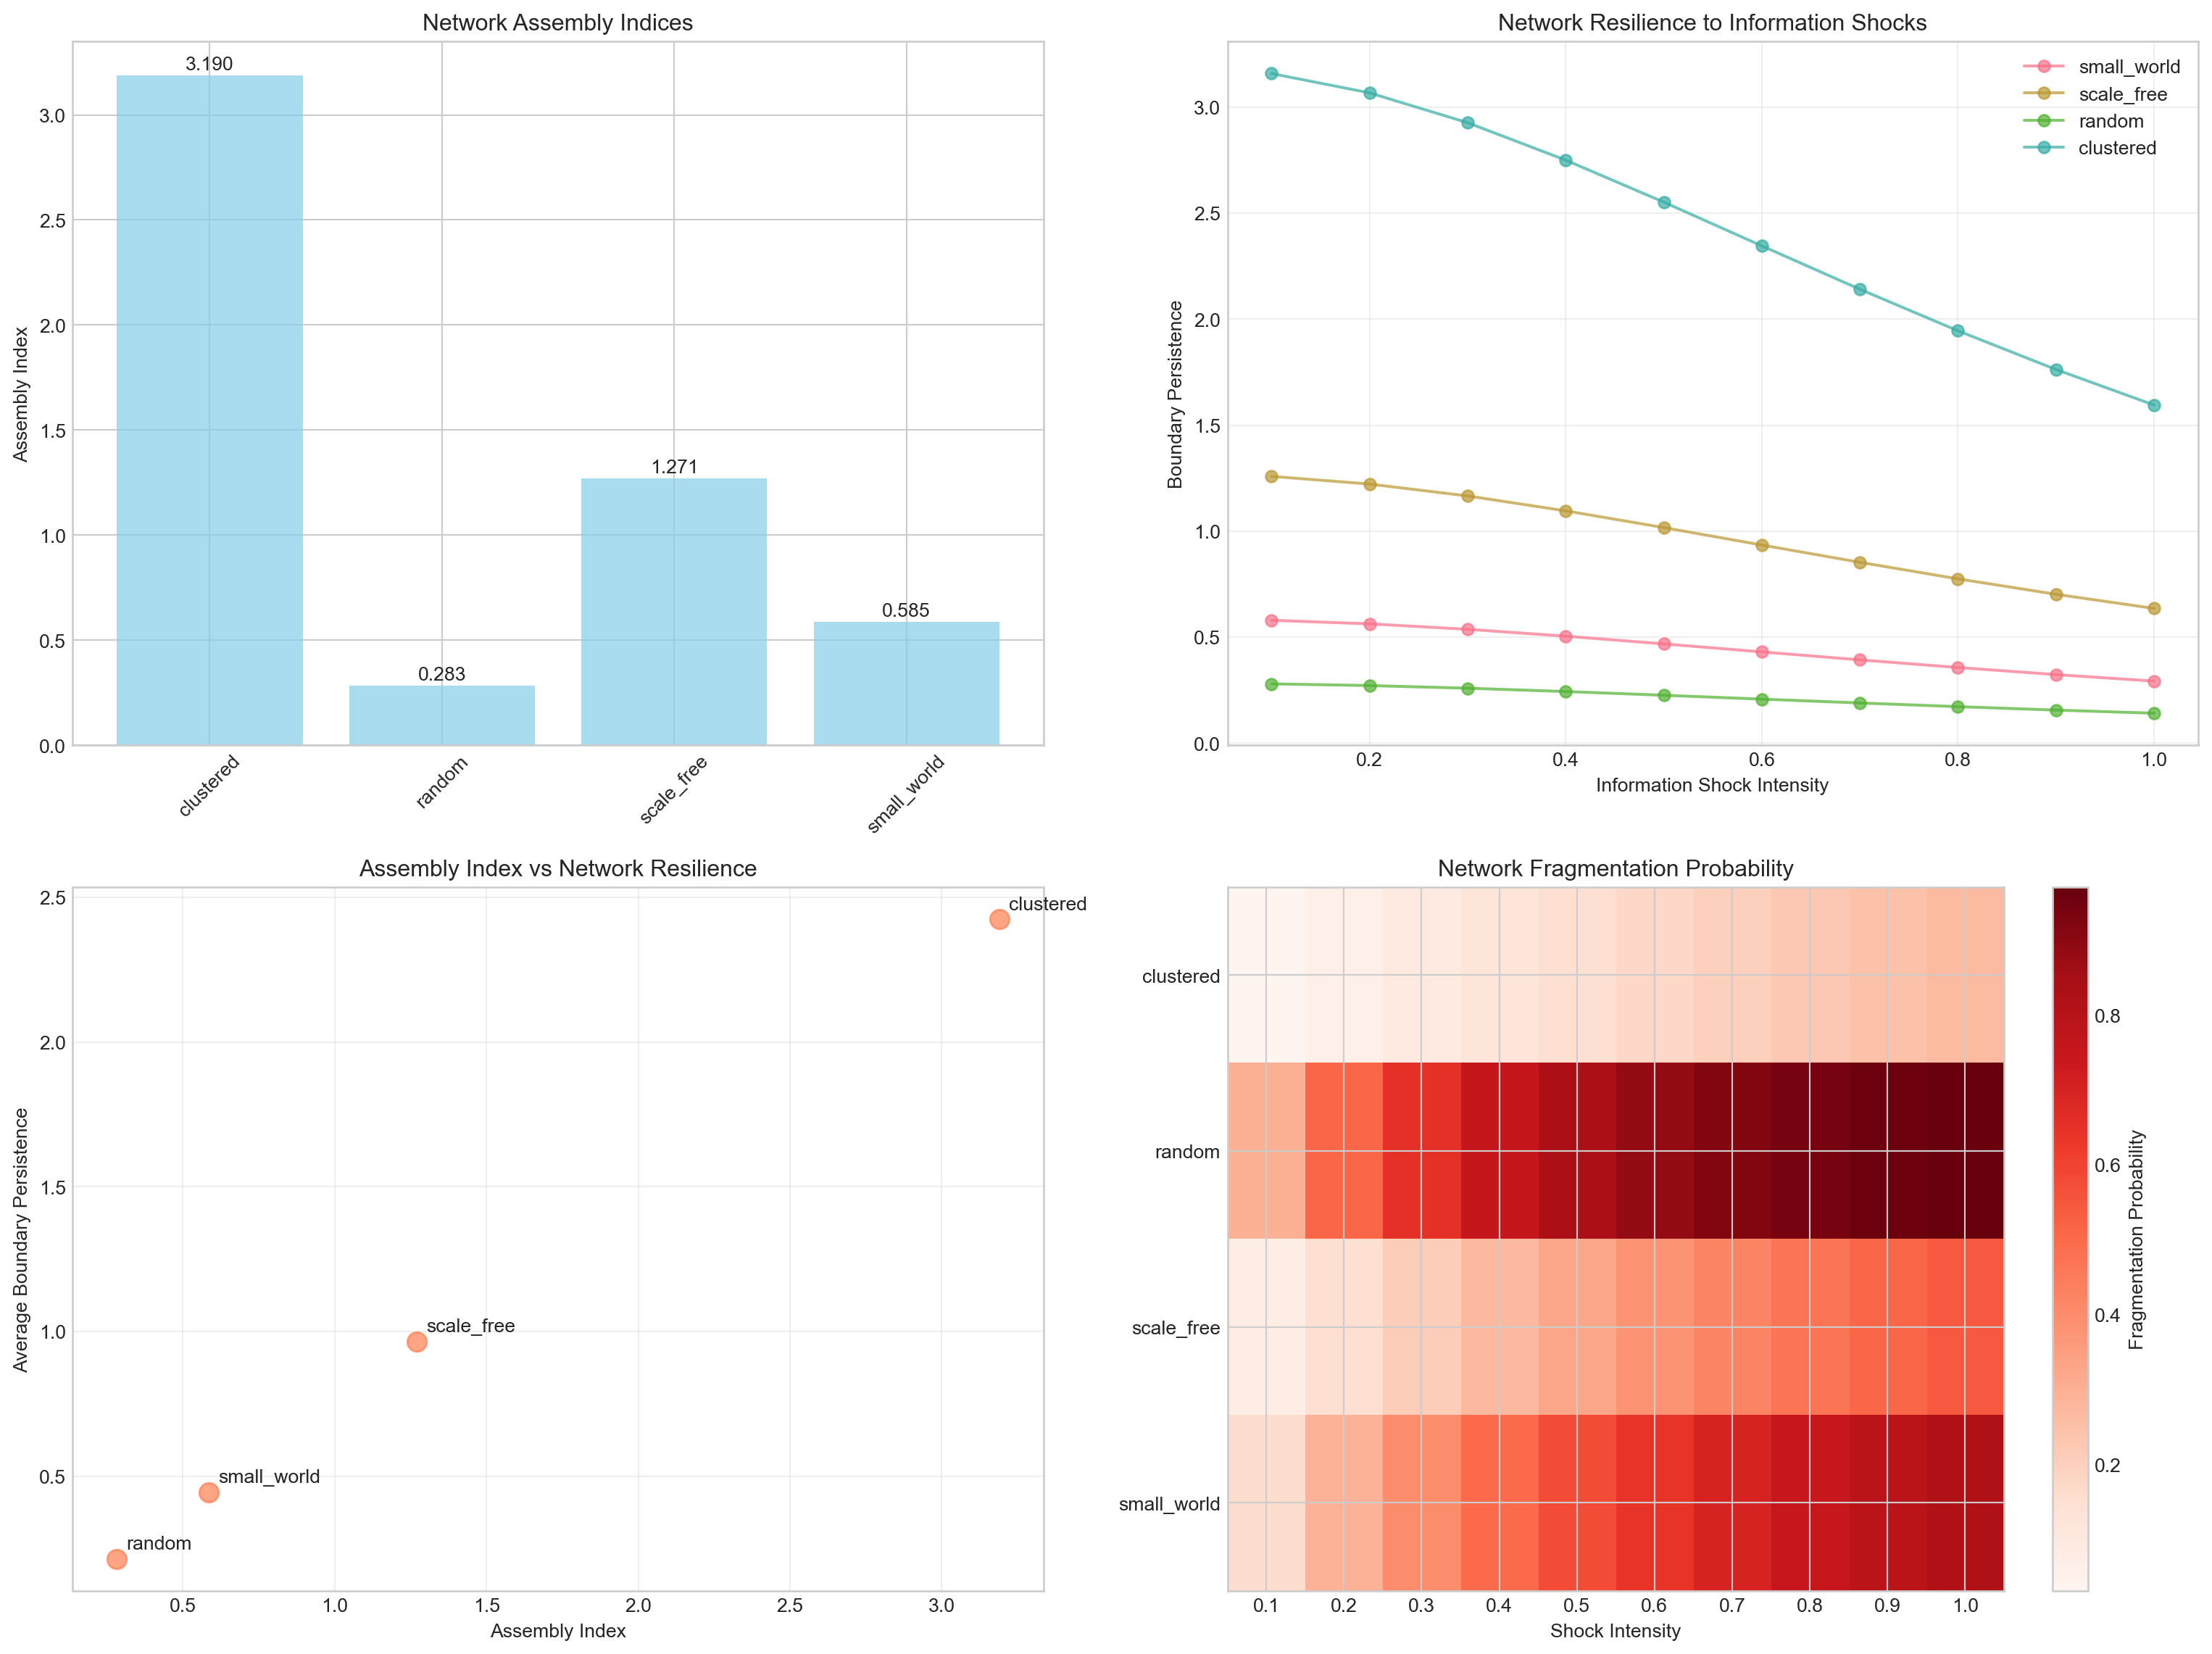 Network Assembly Indices
Assembly Index
3.0
2.5
2.0
1.5
1.0
0.5
0.0
3.190
0.283
1.271
0.585
clustered
random
scale_free
small_world
Network Resilience to Information Shocks
Boundary Persistence
3.0
2.5
2.0
1.5
1.0
0.5
0.0
small_world
scale_free
random
clustered
0.2
0.4
0.6
0.8
1.0
Information Shock Intensity
Assembly Index vs Network Resilience
Average Boundary Persistence
2.5
2.0
1.5
1.0
0.5
clustered
scale_free
small_world
random
0.5
1.0
1.5
2.0
2.5
3.0
Assembly Index
Network Fragmentation Probability
clustered
random
scale_free
small_world
0.1
0.2
0.3
0.4
0.5
0.6
0.7
0.8
0.9
1.0
Shock Intensity
0.8
0.6
0.4
0.2
Fragmentation Probability